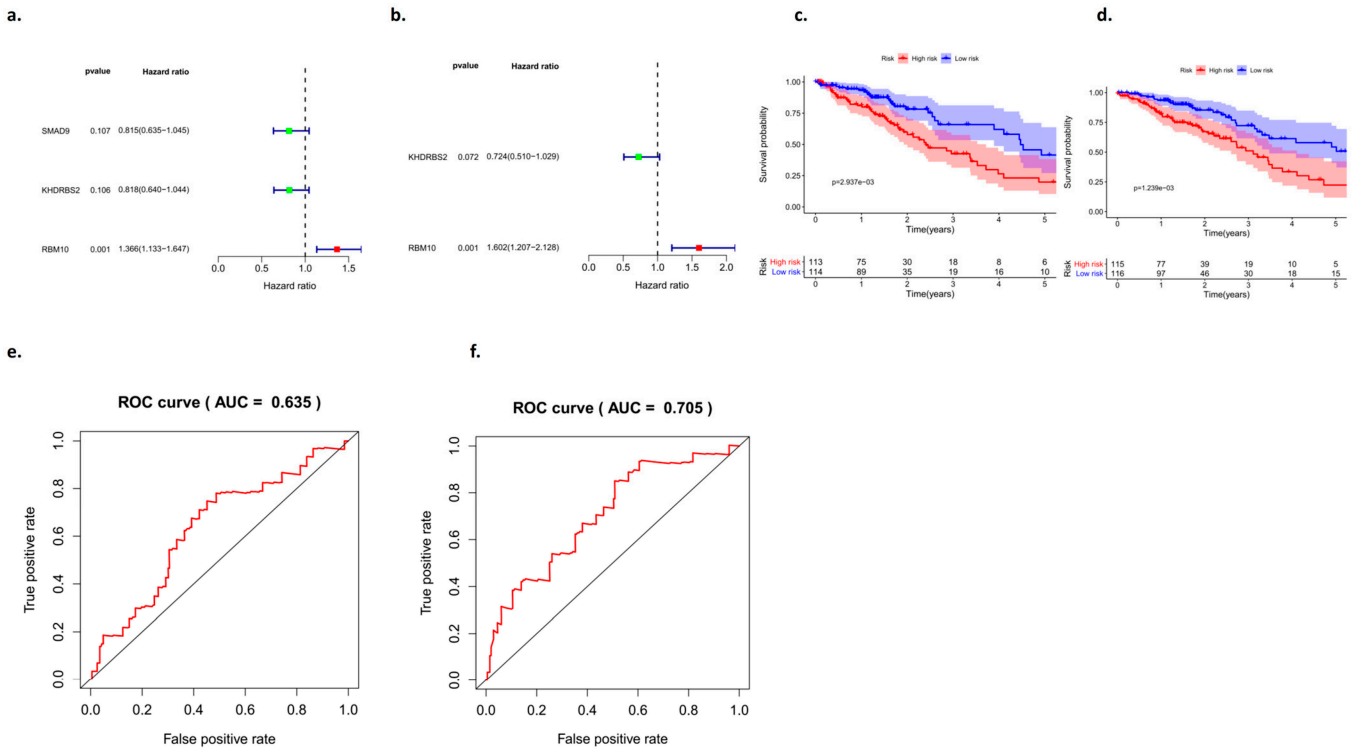 a.
pvalue Hazard ratio
SMAD9 0.107 0.815(0.635−1.045)
KHDRBS2 0.106 0.818(0.640−1.044)
RBM10 0.001 1.366(1.133−1.647)
0.0 0.5 1.0 1.5
Hazard ratio
b.
pvalue Hazard ratio
KHDRBS2 0.072 0.724(0.510−1.029)
RBM10 0.001 1.602(1.207−2.128)
0.0 0.5 1.0 1.5 2.0
Hazard ratio
c.
Risk High risk Low risk
1.00
0.75
0.50
0.25
0.00
Survival probability
p=2.937e−03
0 1 2 3 4 5
Time(years)
Risk
High risk 113 75 30 18 8 6
Low risk 114 89 35 19 16 10
0 1 2 3 4 5
Time(years)
d.
Risk High risk Low risk
1.00
0.75
0.50
0.25
0.00
Survival probability
p=1.239e−03
0 1 2 3 4 5
Time(years)
Risk
High risk 115 77 39 19 10 5
Low risk 116 97 46 30 18 15
0 1 2 3 4 5
Time(years)
e.
ROC curve ( AUC = 0.635 )
1.0
0.8
0.6
0.4
0.2
0.0
True positive rate
0.0 0.2 0.4 0.6 0.8 1.0
False positive rate
f.
ROC curve ( AUC = 0.705 )
1.0
0.8
0.6
0.4
0.2
0.0
True positive rate
0.0 0.2 0.4 0.6 0.8 1.0
False positive rate